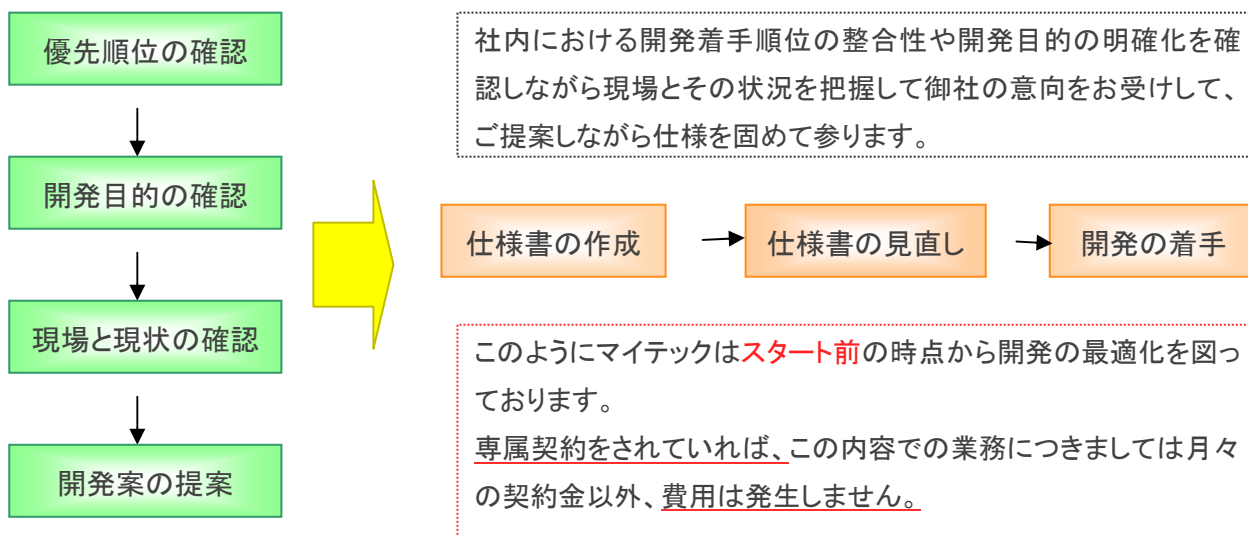 優先順位の確認
開発目的の確認
現場と現状の確認
開発案の提案
社内における開発着手順位の整合性や開発目的の明確化を確
認しながら現場とその状況を把握して御社の意向をお受けして、
ご提案しながら仕様を固めて参ります。
仕様書の作成
仕様書の見直し
開発の着手
このようにマイテックはスタート前の時点から開発の最適化を図っ
ております。
専属契約をされていれば、この内容での業務につきましては月々
の契約金以外、費用は発生しません。